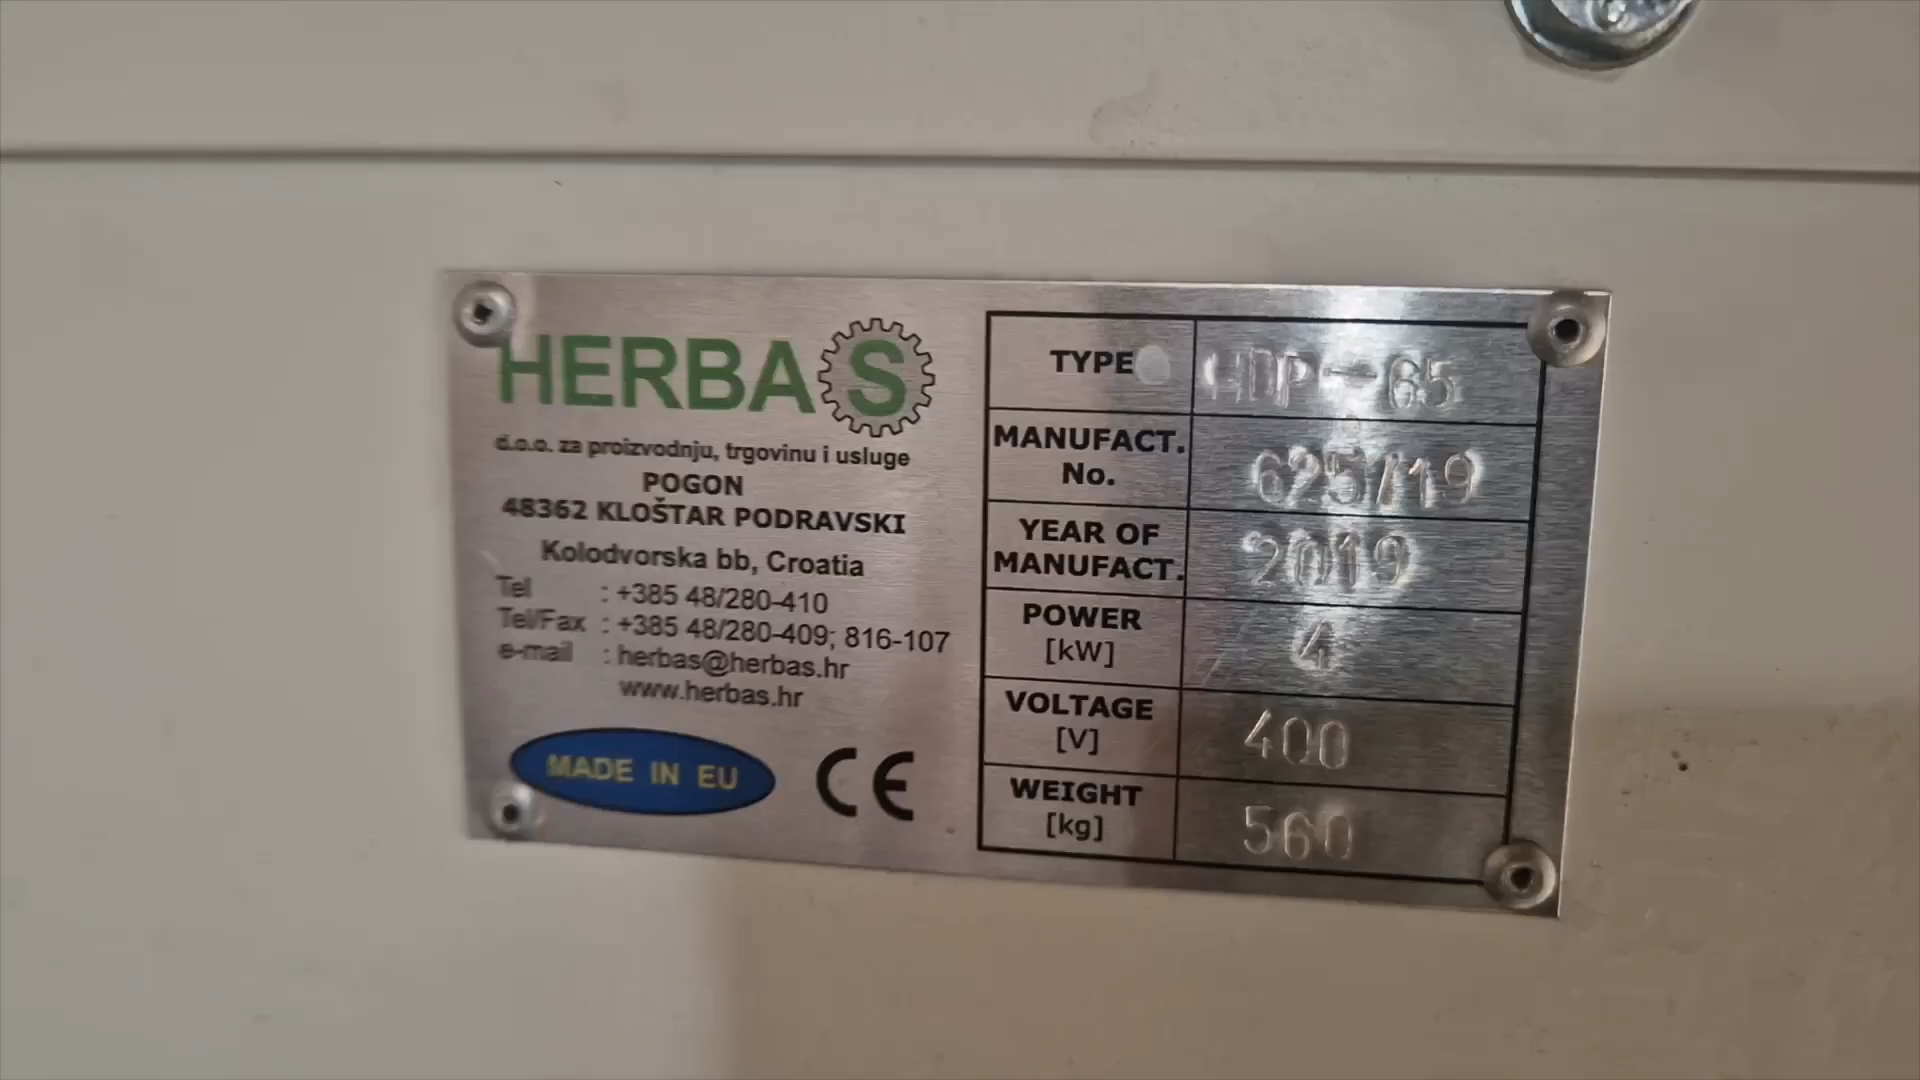 HERBAS
d.o.o. za proizvodnju, trgovinu i usluge
POGON
48362 KLOŠTAR PODRAVSKI
Kolodvorska bb, Croatia
Tel : +385 48/280-410
Tel/Fax : +385 48/280-409; 816-107
e-mail : herbas@herbas.hr
www.herbas.hr
MADE IN EU CE
TYPE HDP-65
MANUFACT. No. 625/19
YEAR OF MANUFACT. 2019
POWER [kW] 4
VOLTAGE [V] 400
WEIGHT [kg] 560